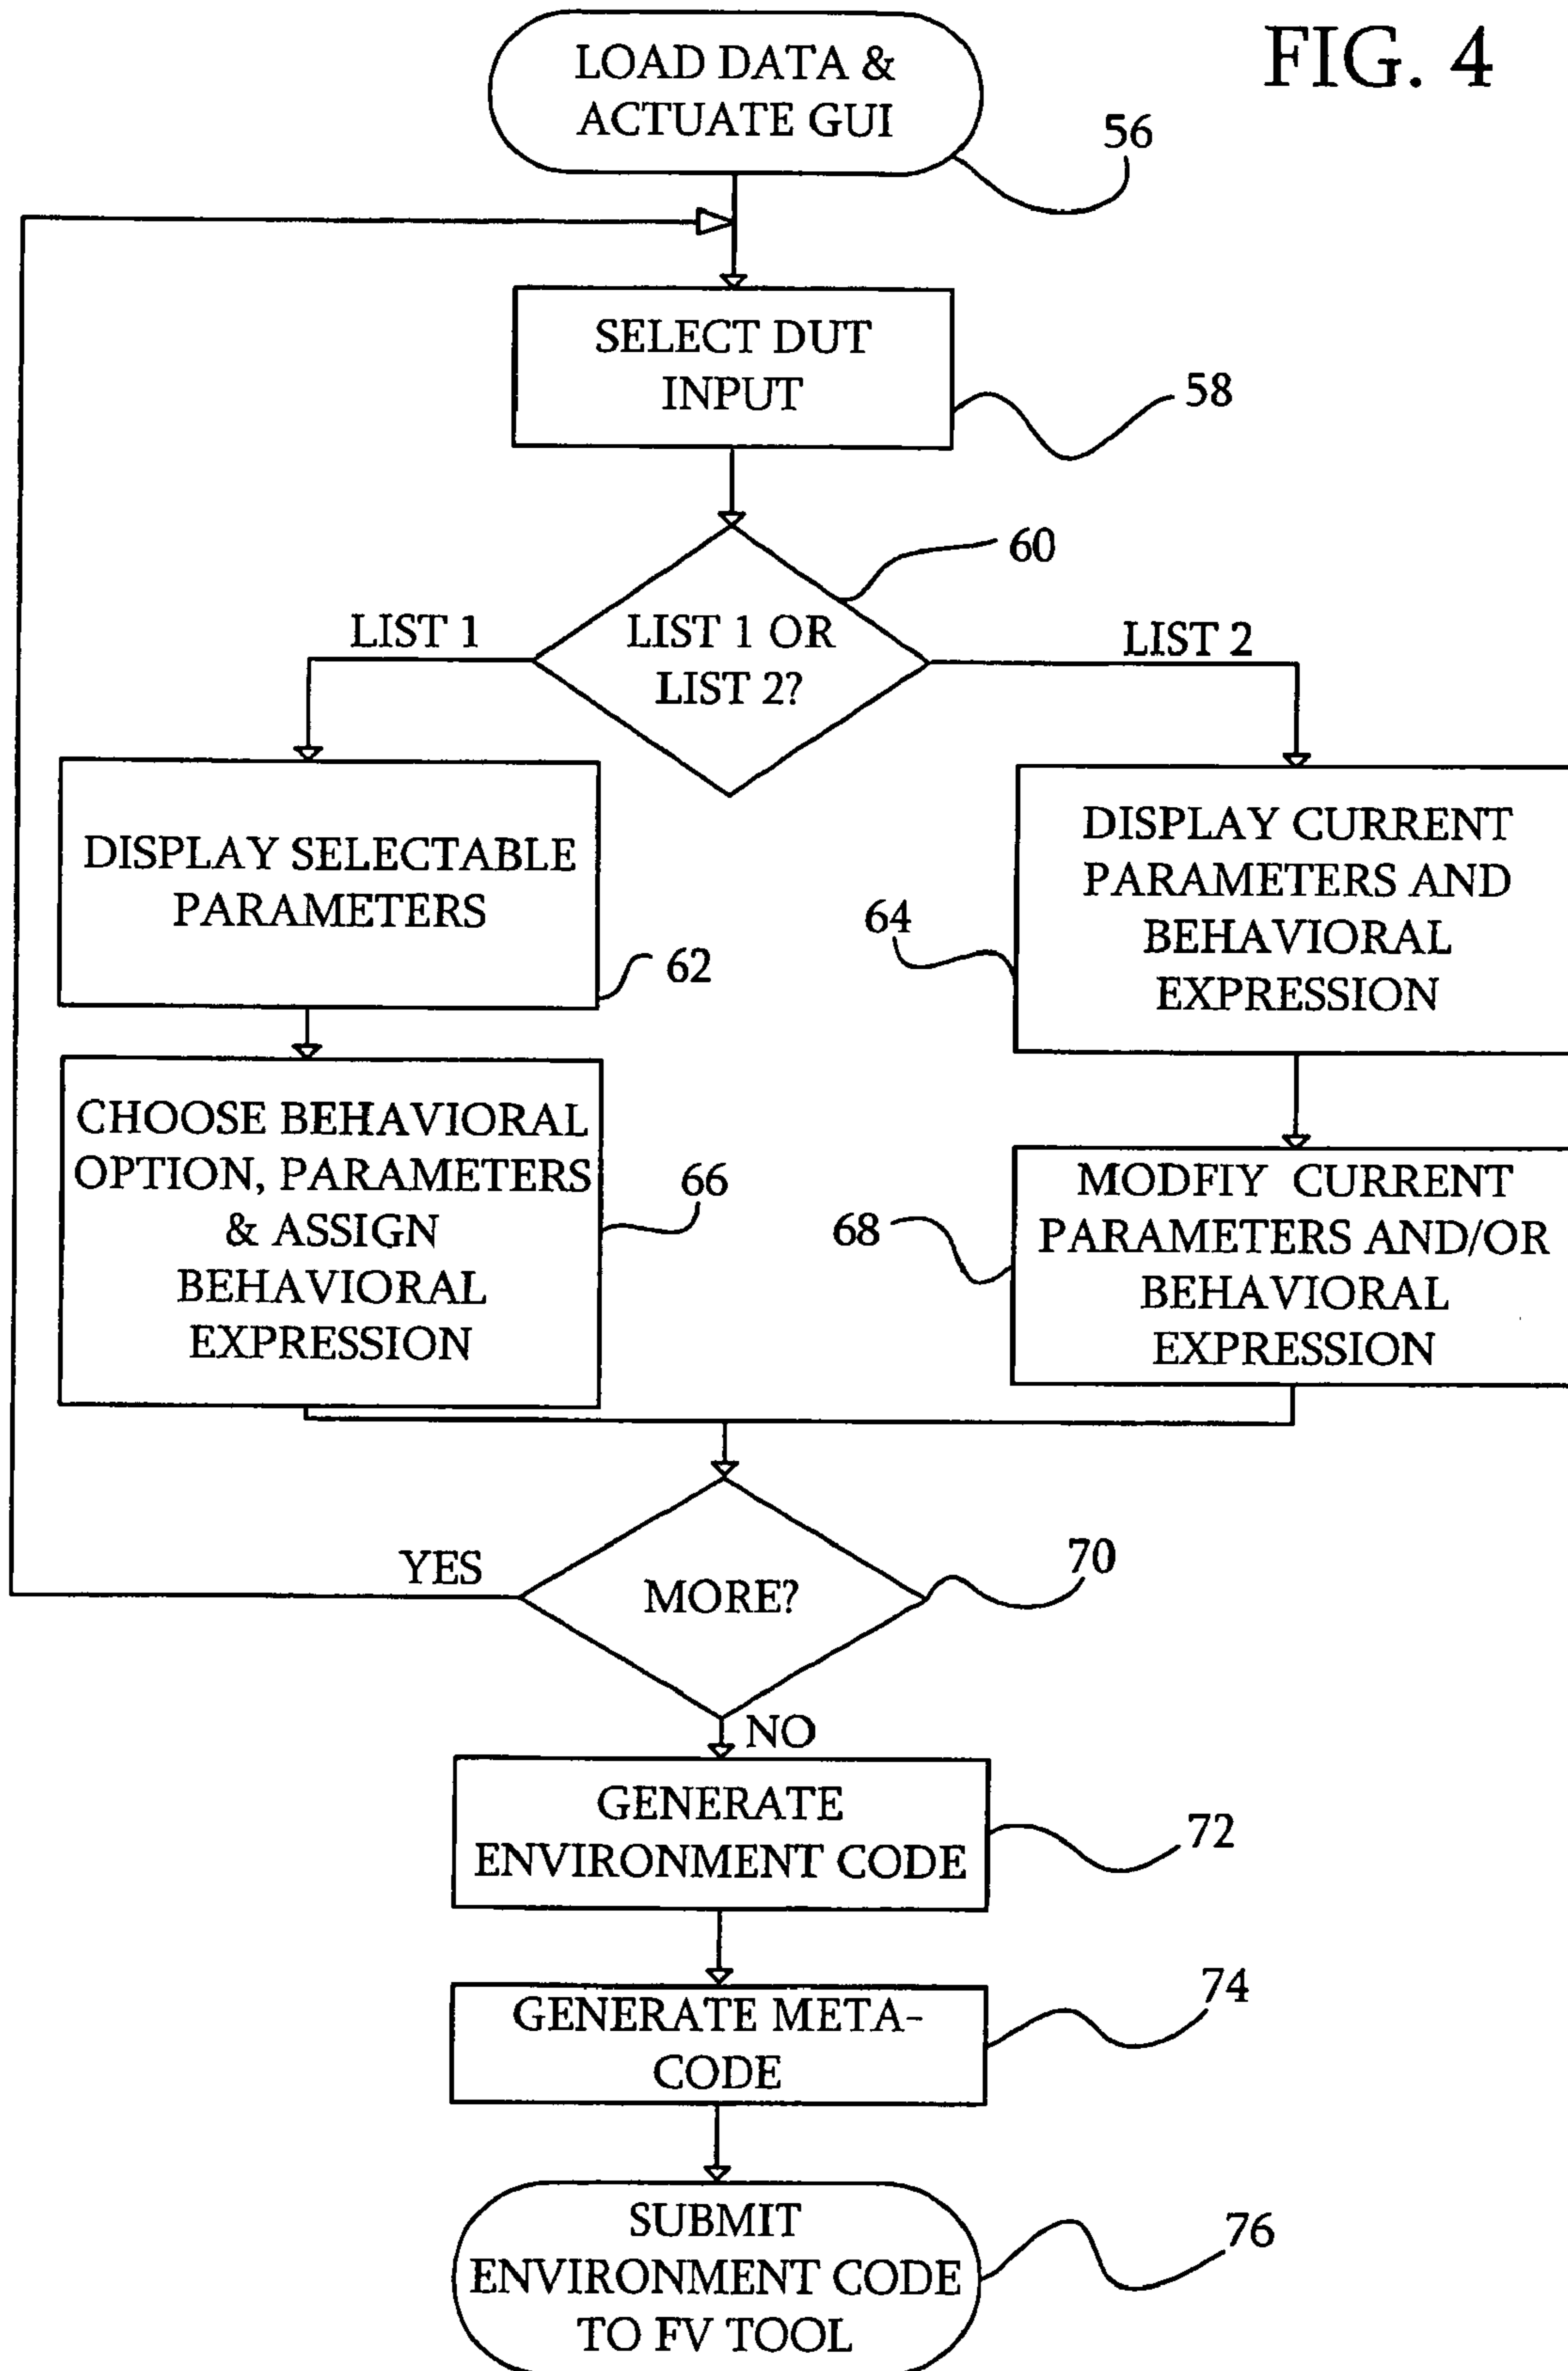 FIG. 4
LOAD DATA &
ACTUATE GUI
56
SELECT DUT
INPUT
58
60
LIST 1
LIST 1 OR
LIST 2?
LIST 2
DISPLAY SELECTABLE
PARAMETERS
62
DISPLAY CURRENT
PARAMETERS AND
BEHAVIORAL
EXPRESSION
64
CHOOSE BEHAVIORAL
OPTION, PARAMETERS
& ASSIGN
BEHAVIORAL
EXPRESSION
66
MODFIY CURRENT
PARAMETERS AND/OR
BEHAVIORAL
EXPRESSION
68
YES
MORE?
70
NO
GENERATE
ENVIRONMENT CODE
72
GENERATE META-
CODE
74
SUBMIT
ENVIRONMENT CODE
TO FV TOOL
76